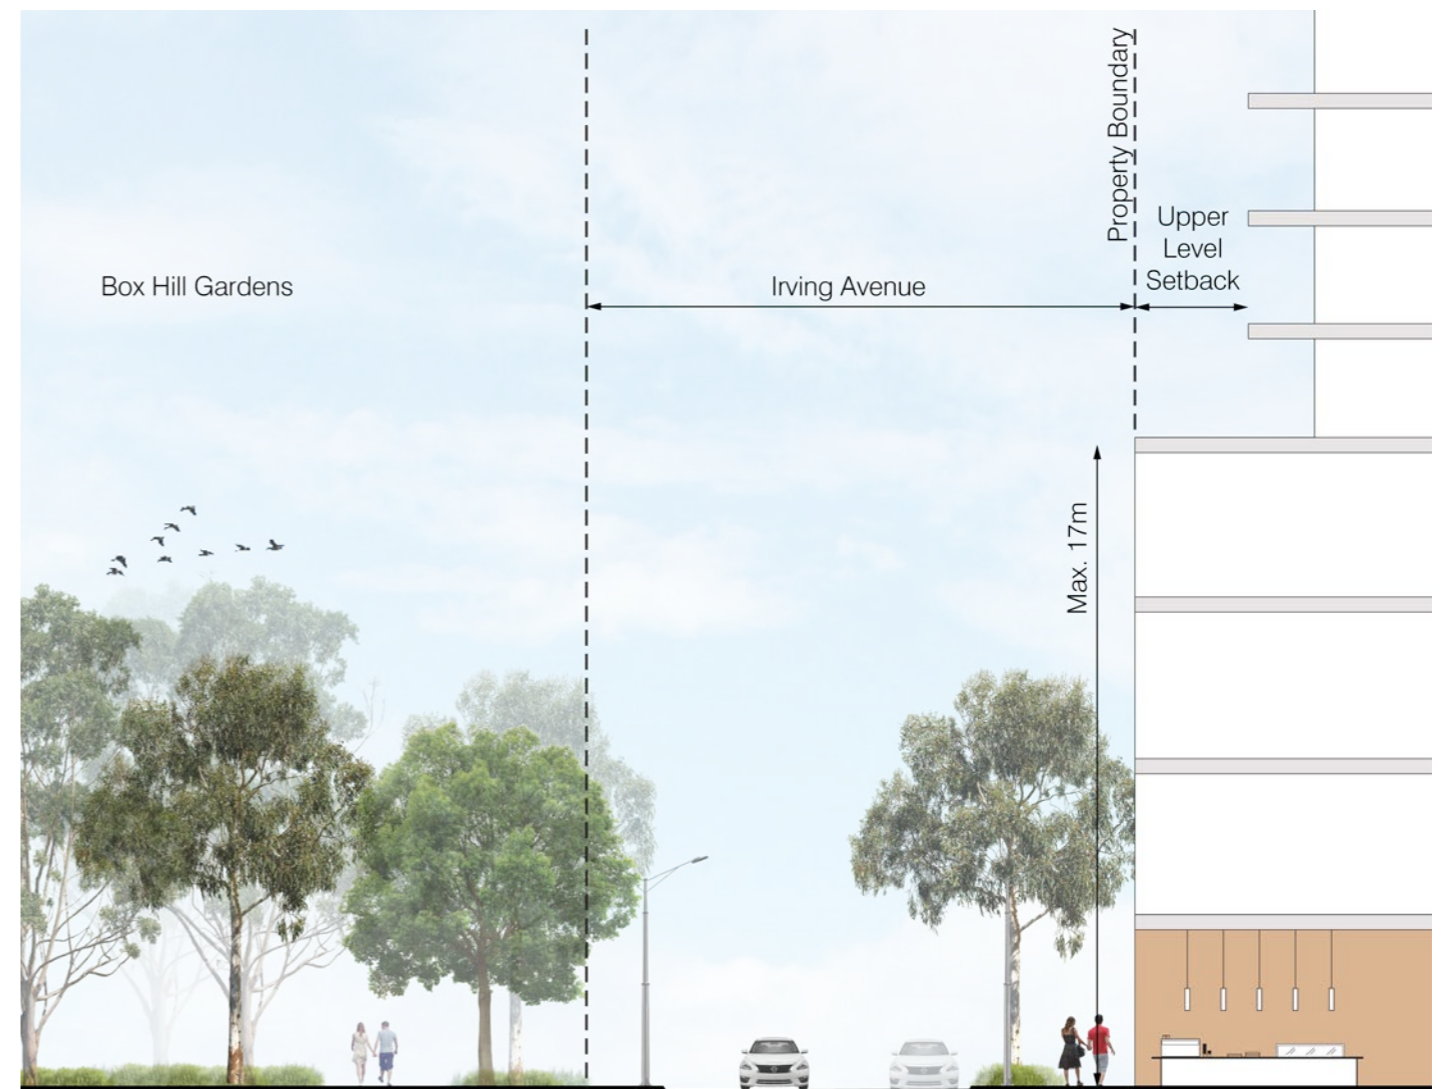 Property Boundary
Upper
Level
Setback
Box Hill Gardens
Irving Avenue
Max. 17m